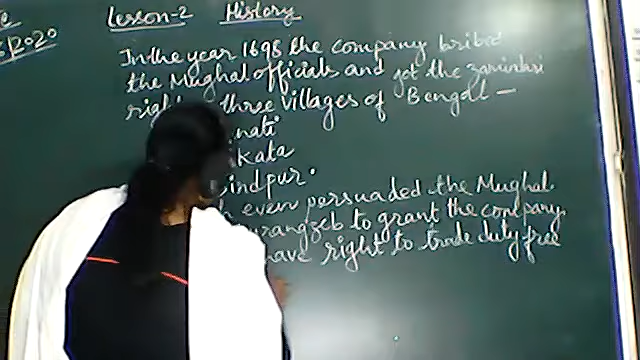 2020
Lesson-2 History
In the year 1698 the company bribed
the Mughal officials and got the zamindari
three villages of Bengal -
nati
kata
indpur.
even persuaded the Mughal
urangzeb to grant the company
have right to trade duty free